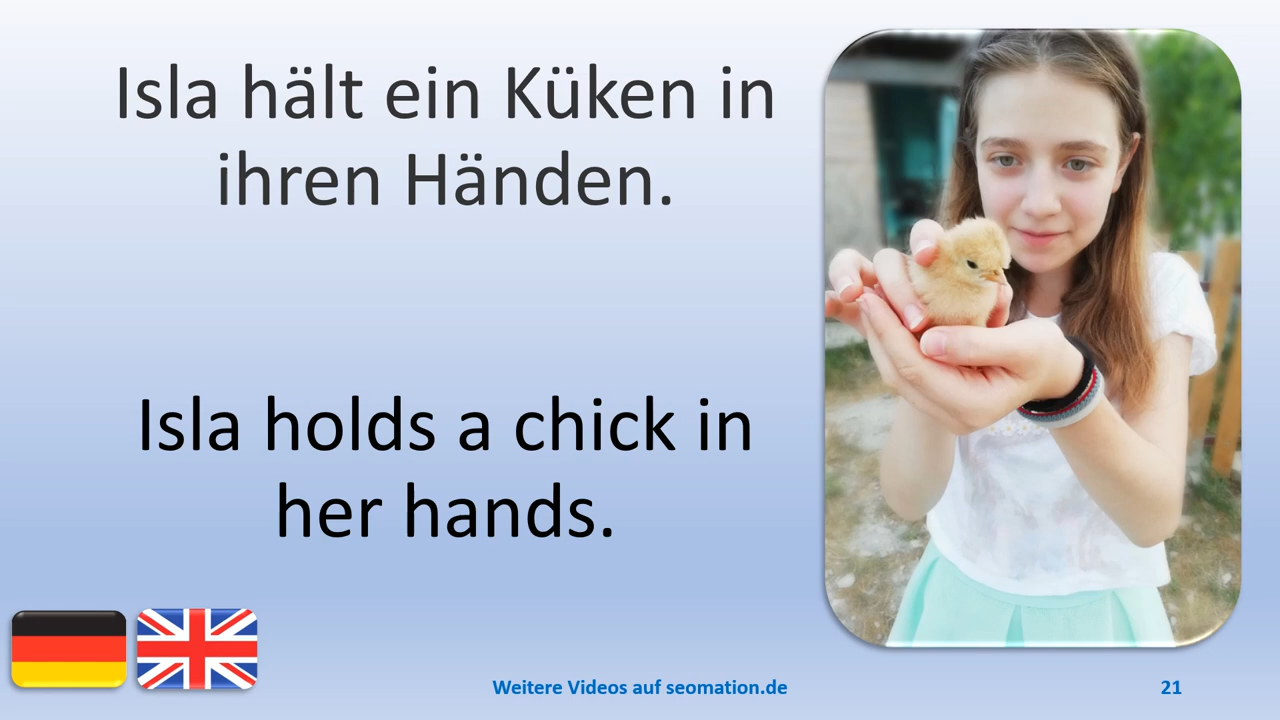 Isla hält ein Küken in
ihren Händen.
Isla holds a chick in
her hands.
Weitere Videos auf seomation.de
21